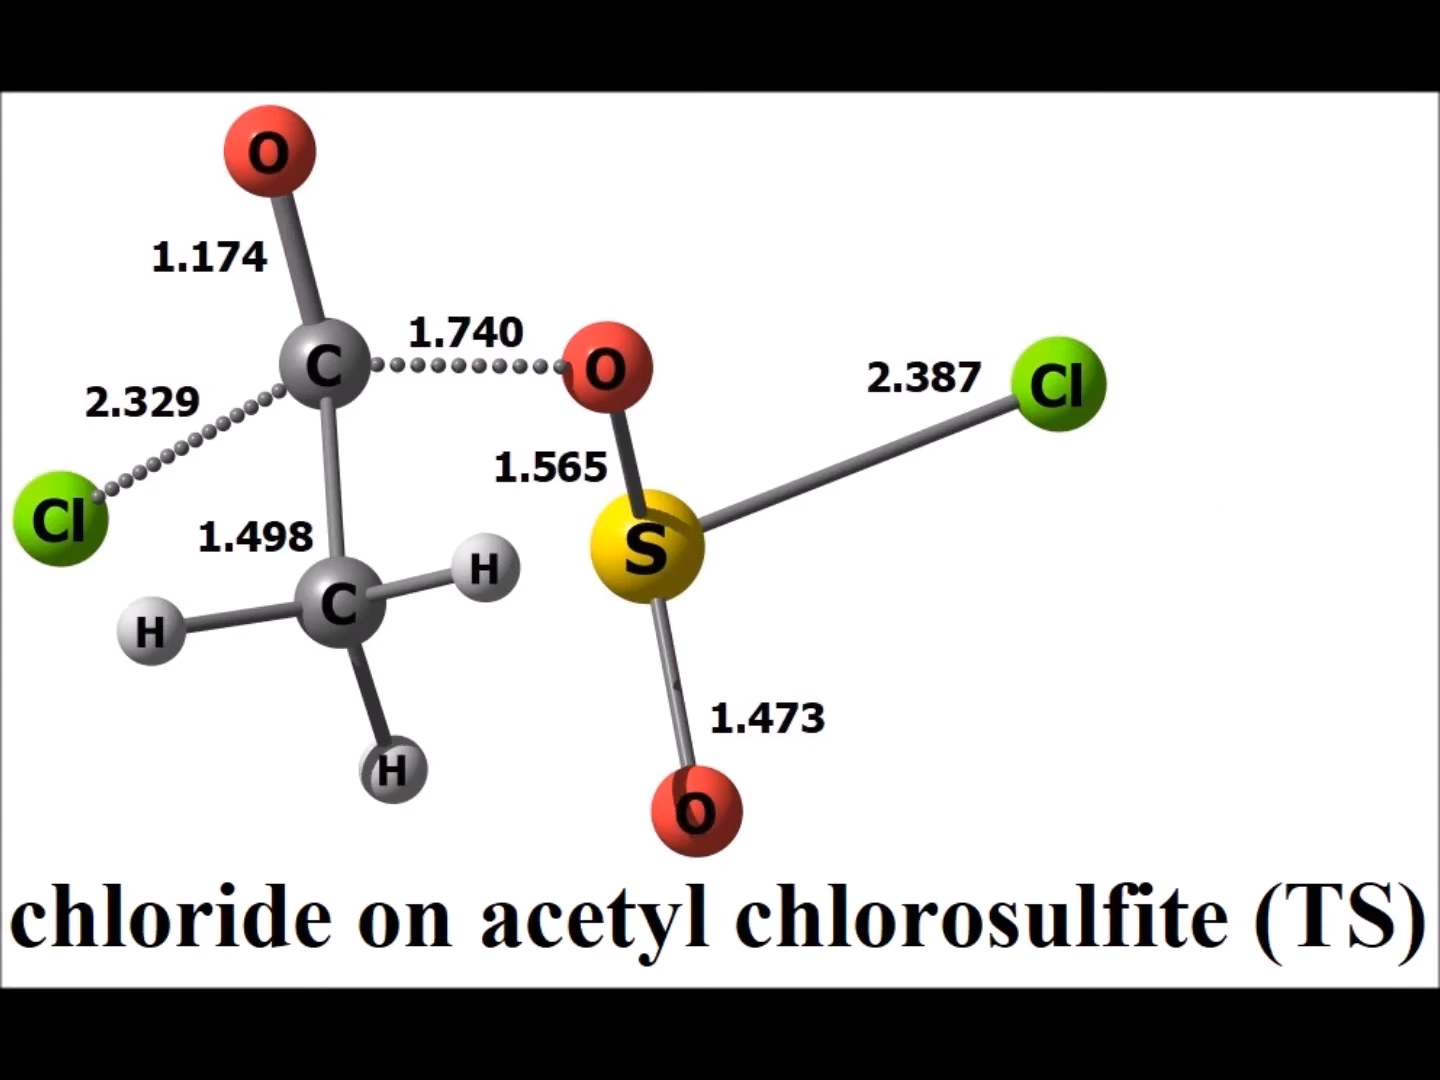 O
1.174
1.740
C
O
2.387
Cl
2.329
1.565
Cl
1.498
S
H
C
H
1.473
H
O
chloride on acetyl chlorosulfite (TS)